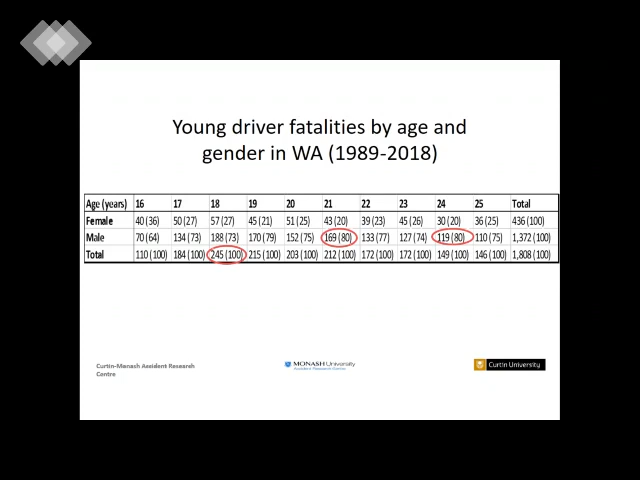 Young driver fatalities by age and
gender in WA (1989-2018)
Age (years) 16 17 18 19 20 21 22 23 24 25 Total
Female 40 (36) 50 (27) 57 (27) 45 (21) 51 (25) 43 (20) 39 (23) 45 (26) 30 (20) 36 (25) 436 (100)
Male 70 (64) 134 (73) 188 (73) 170 (79) 152 (75) 169 (80) 133 (77) 127 (74) 119 (80) 110 (75) 1,372 (100)
Total 110 (100) 184 (100) 245 (100) 215 (100) 203 (100) 212 (100) 172 (100) 172 (100) 149 (100) 146 (100) 1,808 (100)
Curtin-Monash Accident Research
Centre
MONASH University
Accident Research Centre
Curtin University